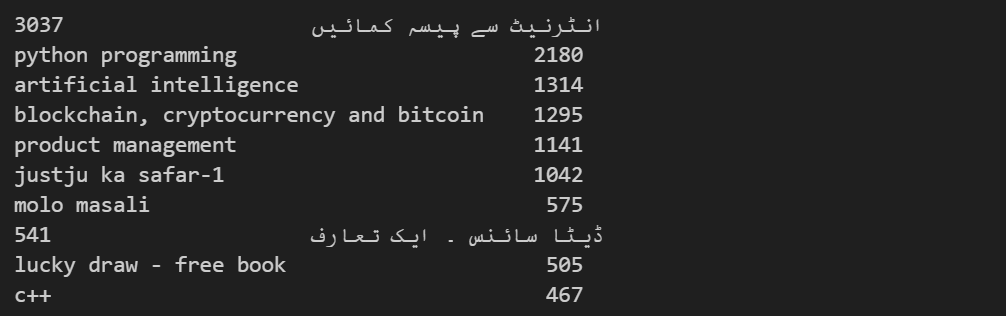 انٹرنیٹ سے پیسہ کمائیں 3037
python programming 2180
artificial intelligence 1314
blockchain, cryptocurrency and bitcoin 1295
product management 1141
justju ka safar-1 1042
molo masali 575
ڈیٹا سائنس ۔ ایک تعارف 541
lucky draw - free book 505
c++ 467